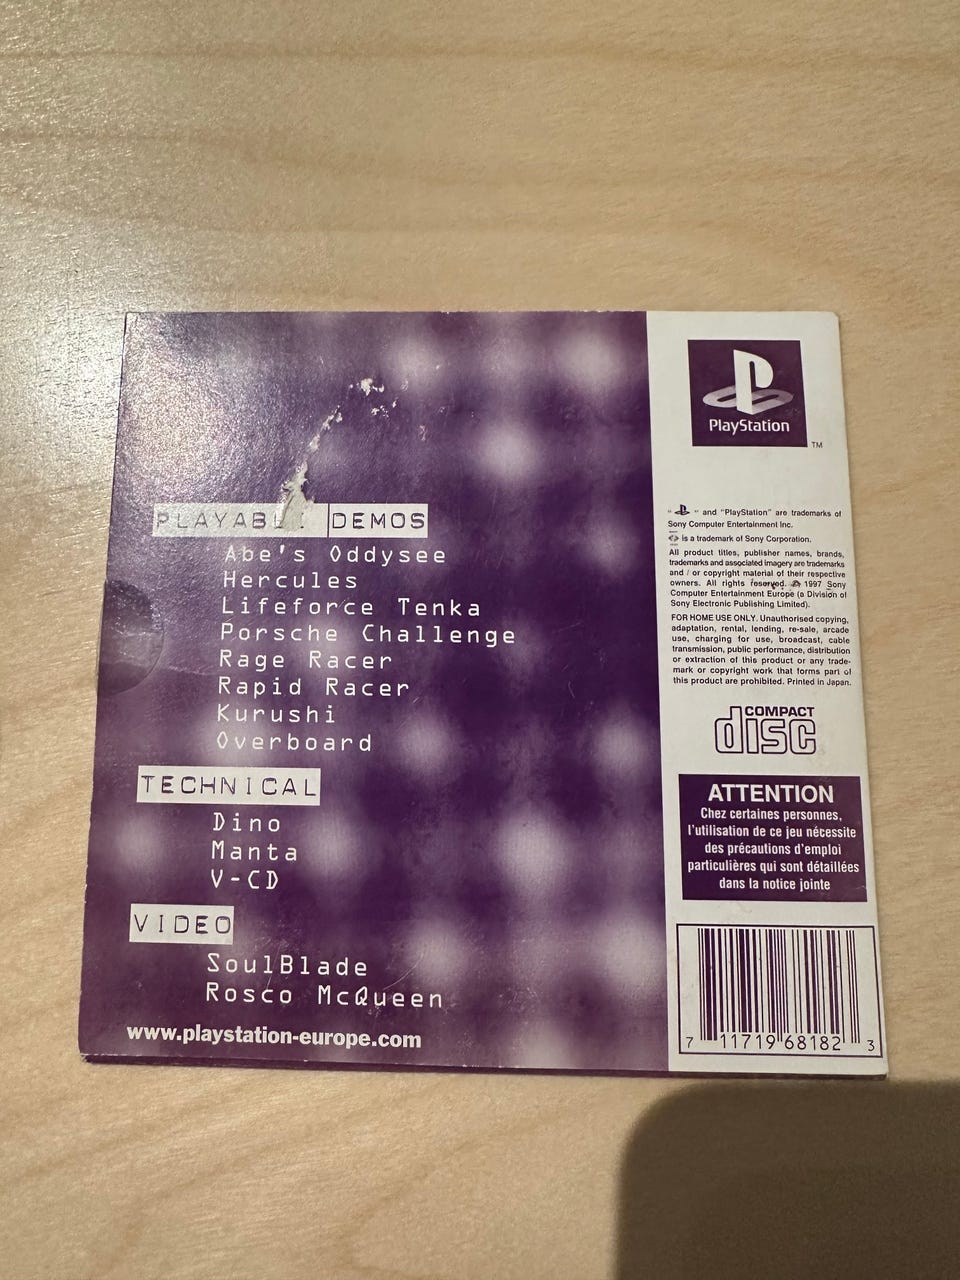 PLAYABLE DEMOS
Abe's Oddysee
Hercules
Lifeforce Tenka
Porsche Challenge
Rage Racer
Rapid Racer
Kurushi
Overboard
TECHNICAL
Dino
Manta
V-CD
VIDEO
SoulBlade
Rosco McQueen
www.playstation-europe.com
PlayStation
TM
" " and "PlayStation" are trademarks of
Sony Computer Entertainment Inc.
is a trademark of Sony Corporation.
All product titles, publisher names, brands,
trademarks and associated imagery are trademarks
and / or copyright material of their respective
owners. All rights reserved. ℗ 1997 Sony
Computer Entertainment Europe (a Division of
Sony Electronic Publishing Limited).
FOR HOME USE ONLY. Unauthorised copying,
adaptation, rental, lending, re-sale, arcade
use, charging for use, broadcast, cable
transmission, public performance, distribution
or extraction of this product or any trade-
mark or copyright work that forms part of
this product are prohibited. Printed in Japan.
COMPACT
disc
ATTENTION
Chez certaines personnes,
l'utilisation de ce jeu nécessite
des précautions d'emploi
particulières qui sont détaillées
dans la notice jointe
7 11719 68182 3